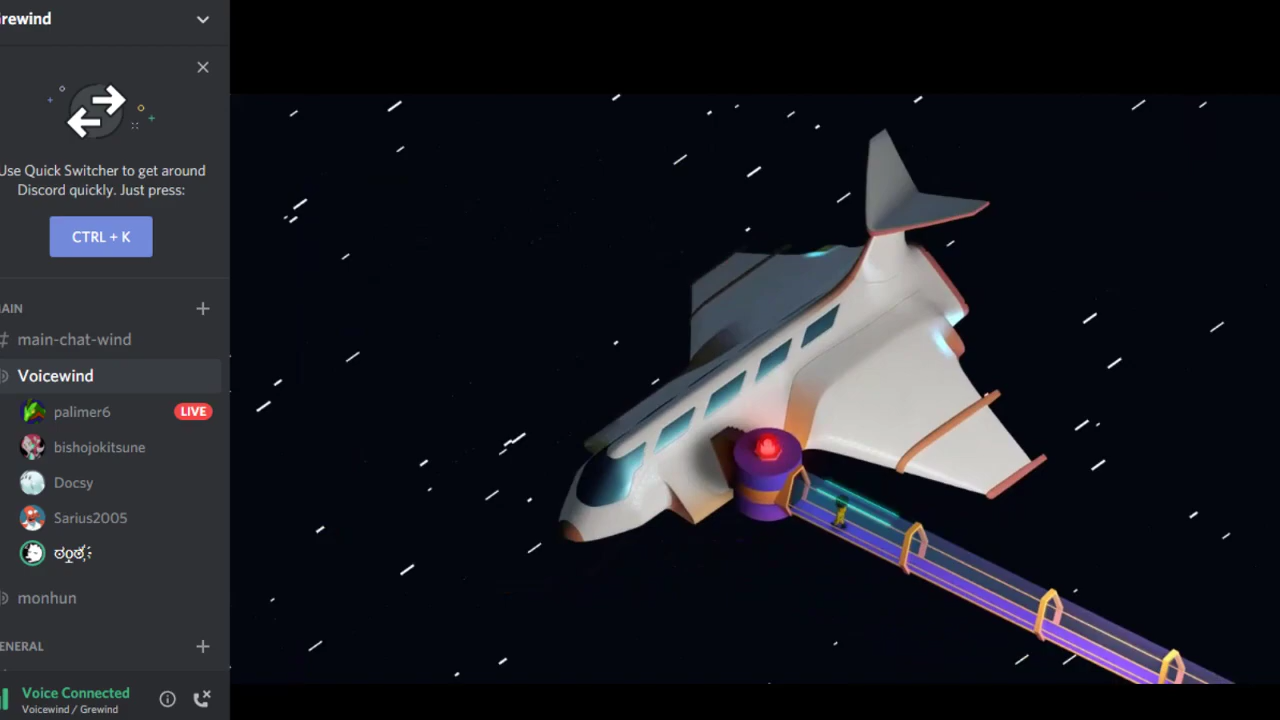 rewind
Use Quick Switcher to get around
Discord quickly. Just press:
CTRL + K
AIN
main-chat-wind
Voicewind
palimer6 LIVE
bishojokitsune
Docsy
Sarius2005
monhun
ENERAL
Voice Connected
Voicewind / Grewind